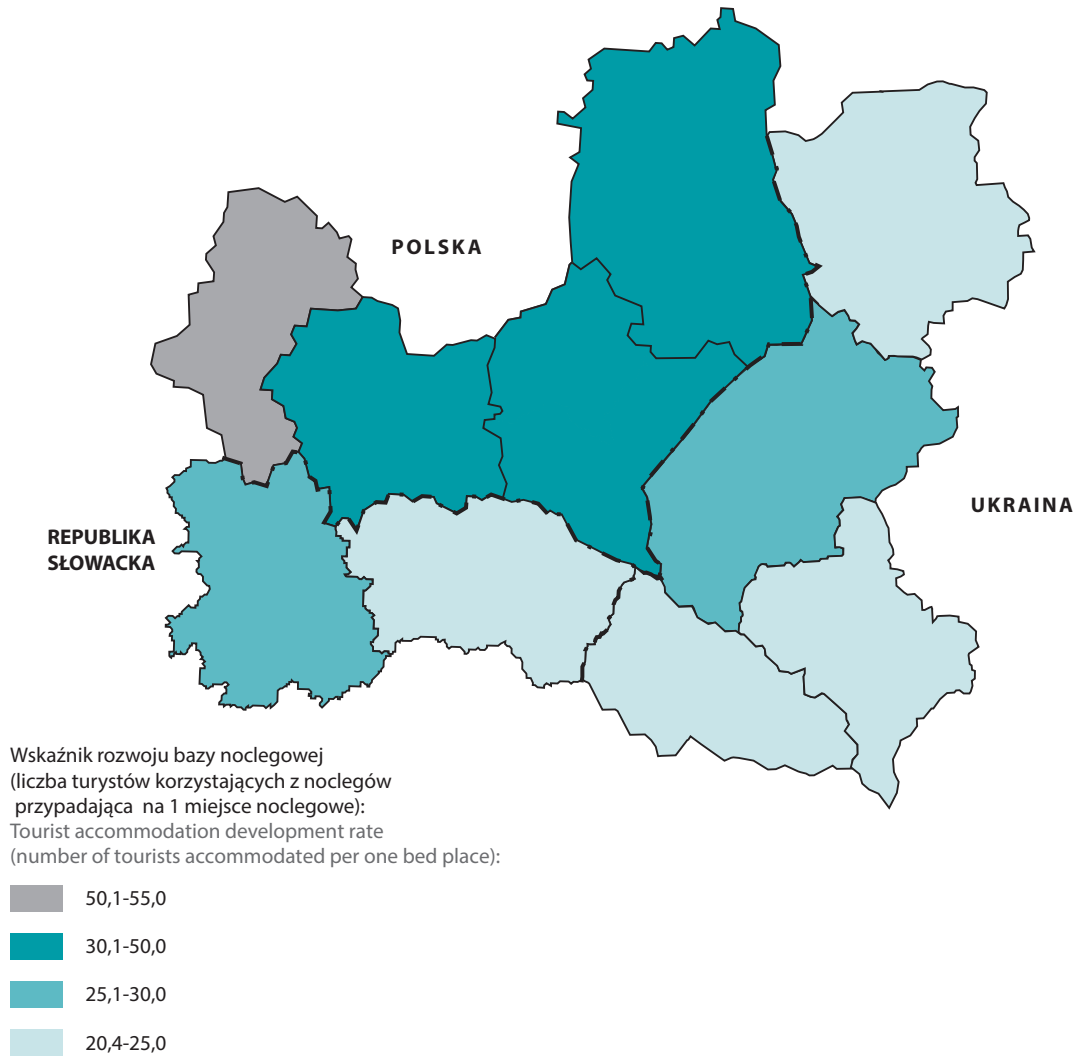 POLSKA
UKRAINA
REPUBLIKA
SŁOWACKA
Wskaźnik rozwoju bazy noclegowej
(liczba turystów korzystających z noclegów
przypadająca na 1 miejsce noclegowe):
Tourist accommodation development rate
(number of tourists accommodated per one bed place):
50,1-55,0
30,1-50,0
25,1-30,0
20,4-25,0